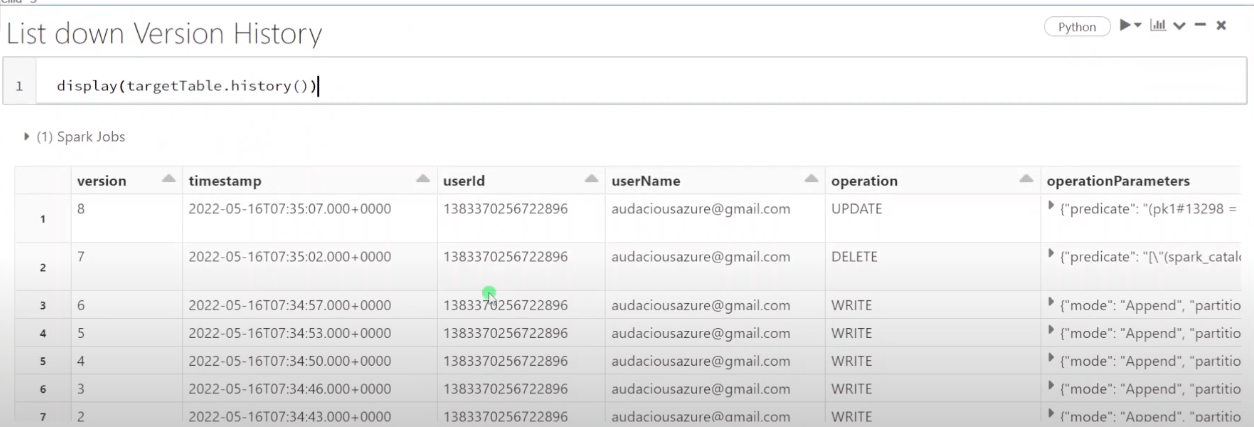 List down Version History
Python
1 display(targetTable.history())
(1) Spark Jobs
version timestamp userId userName operation operationParameters
1 8 2022-05-16T07:35:07.000+0000 1383370256722896 audaciousazure@gmail.com UPDATE {"predicate": "(pk1#13298 =
2 7 2022-05-16T07:35:02.000+0000 1383370256722896 audaciousazure@gmail.com DELETE {"predicate": "[\"(spark_catalo
3 6 2022-05-16T07:34:57.000+0000 1383370256722896 audaciousazure@gmail.com WRITE {"mode": "Append", "partitio
4 5 2022-05-16T07:34:53.000+0000 1383370256722896 audaciousazure@gmail.com WRITE {"mode": "Append", "partitio
5 4 2022-05-16T07:34:50.000+0000 1383370256722896 audaciousazure@gmail.com WRITE {"mode": "Append", "partitio
6 3 2022-05-16T07:34:46.000+0000 1383370256722896 audaciousazure@gmail.com WRITE {"mode": "Append", "partitio
7 2 2022-05-16T07:34:43.000+0000 1383370256722896 audaciousazure@gmail.com WRITE {"mode": "Append", "partitio